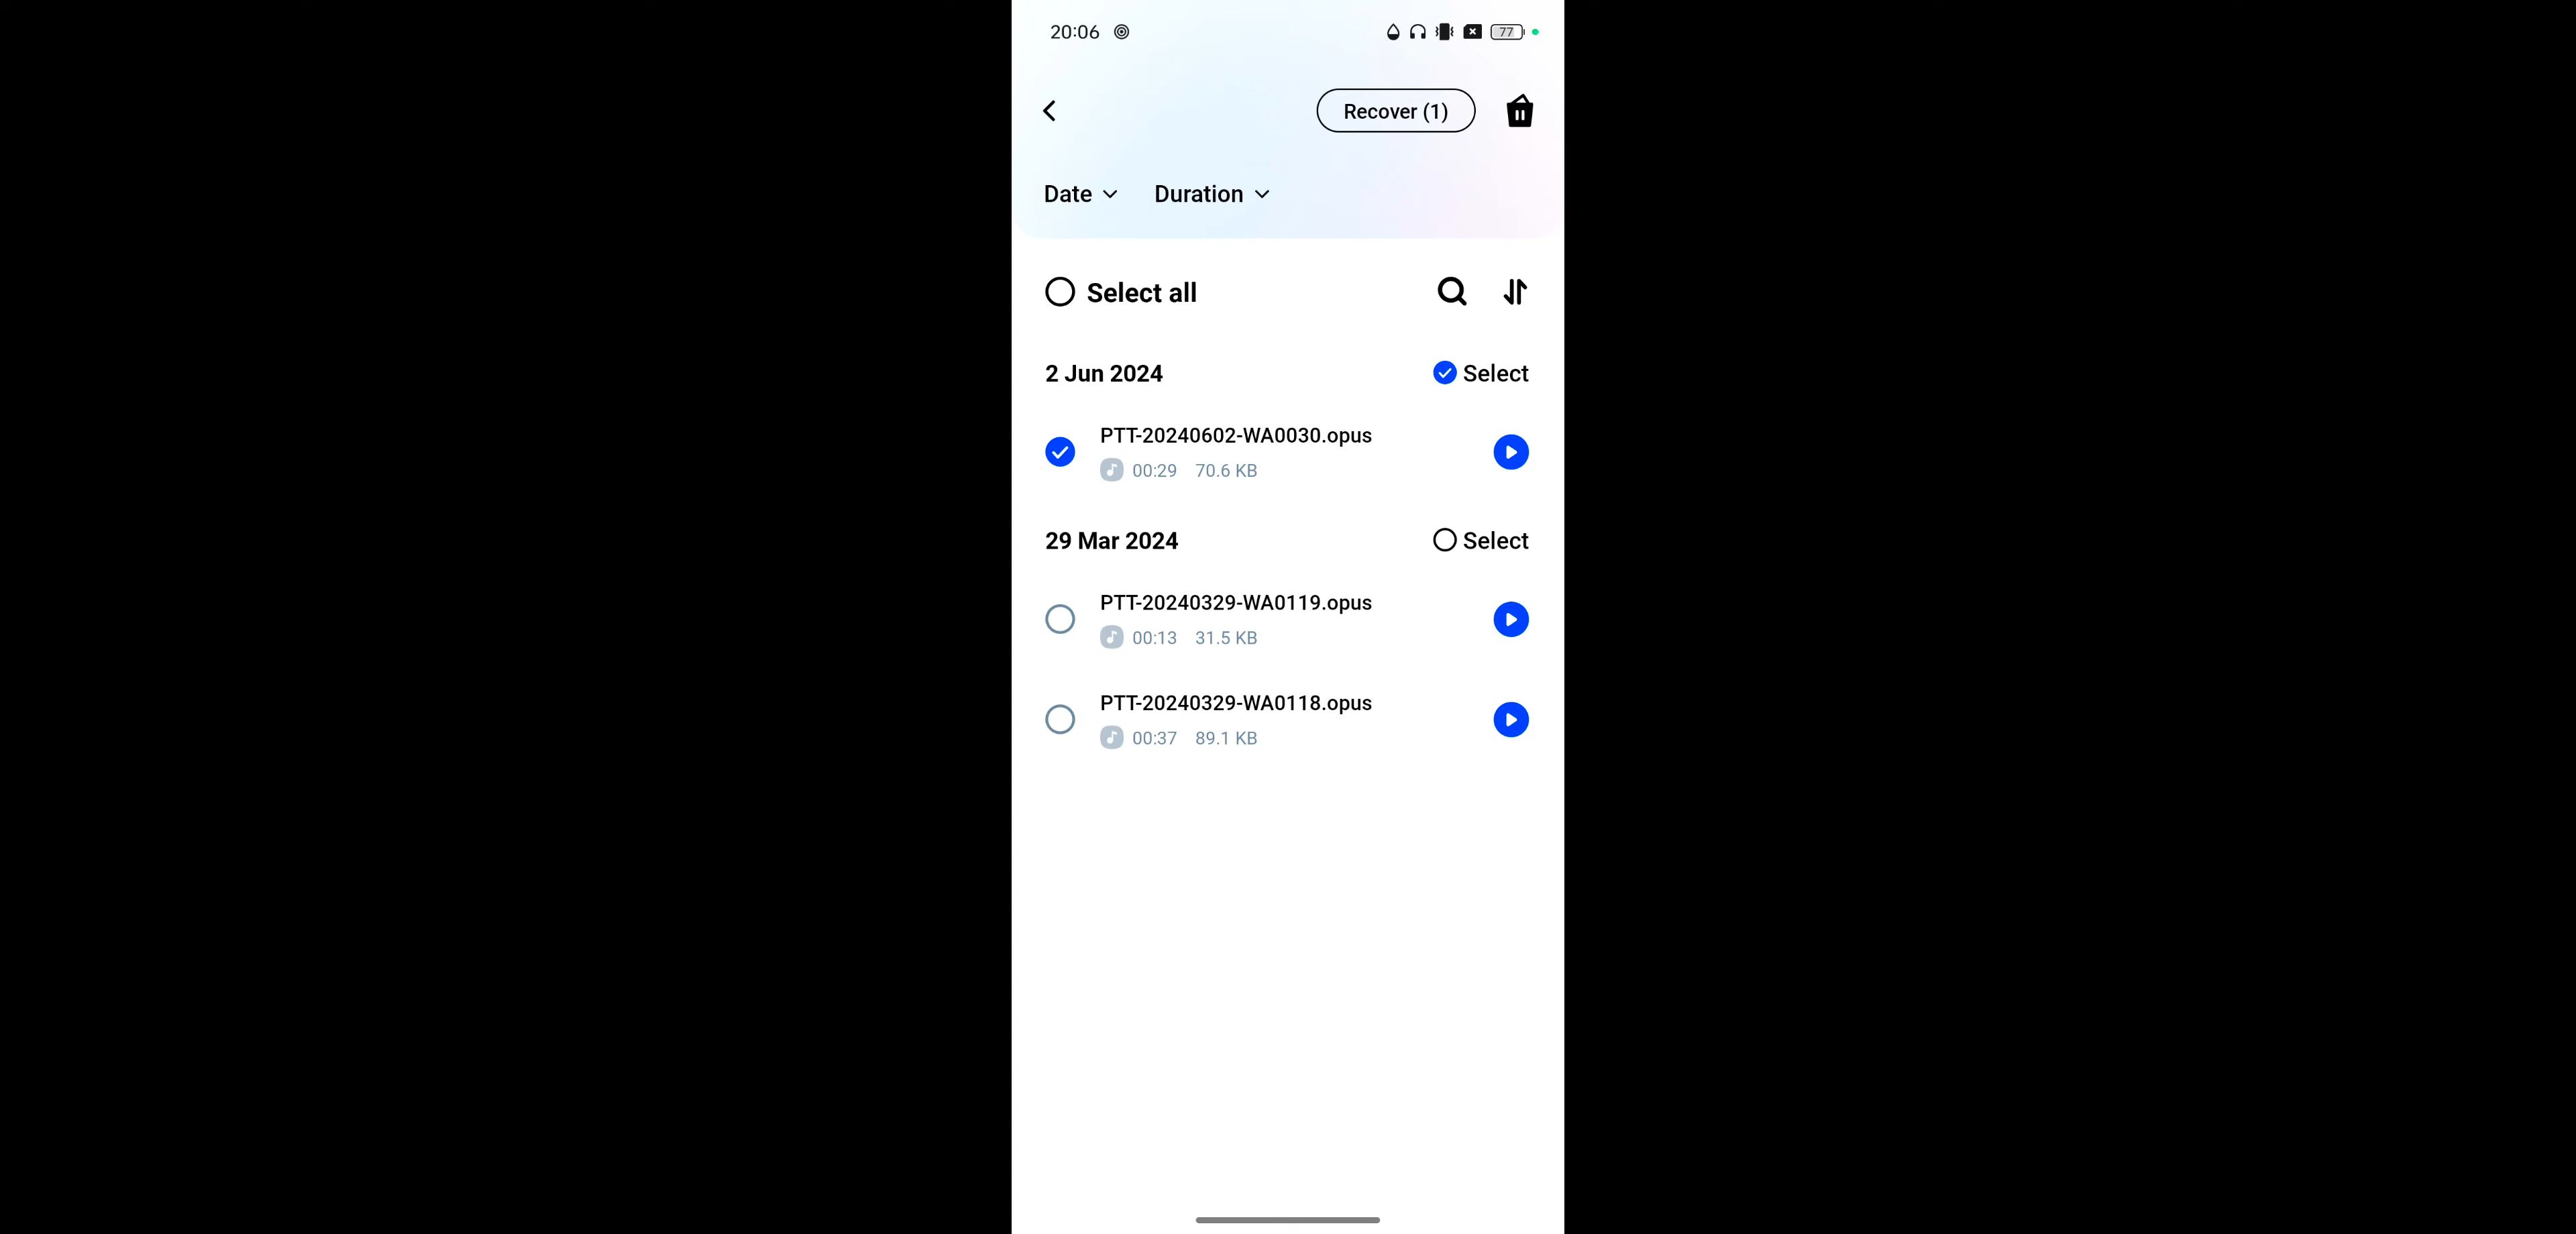 20:06 77
Recover (1)
Date Duration
Select all
2 Jun 2024 Select
PTT-20240602-WA0030.opus
00:29 70.6 KB
29 Mar 2024 Select
PTT-20240329-WA0119.opus
00:13 31.5 KB
PTT-20240329-WA0118.opus
00:37 89.1 KB